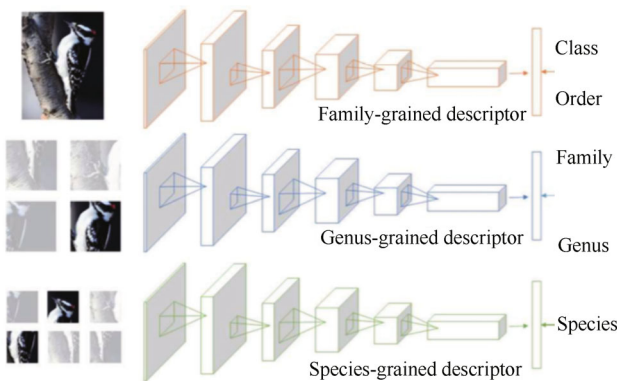 Class
Order
Family-grained descriptor
Family
Genus
Genus-grained descriptor
Species
Species-grained descriptor